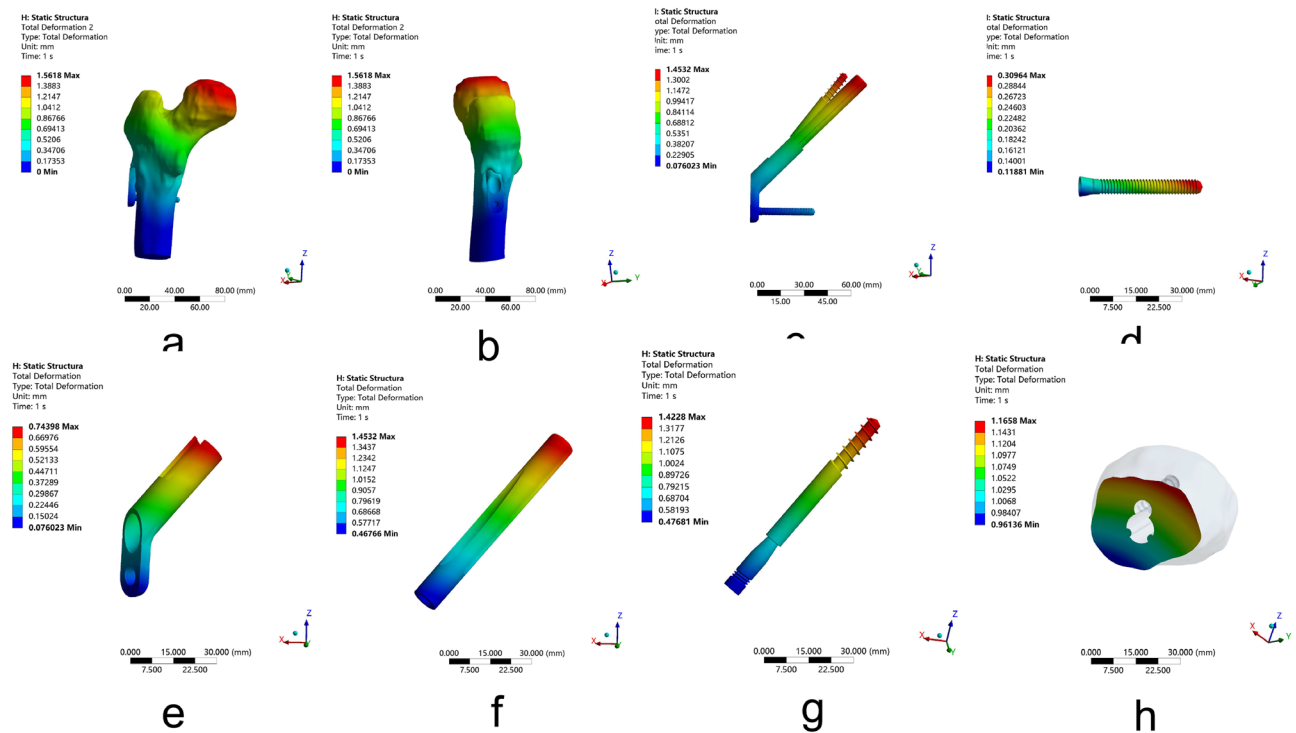 H: Static Structura
Total Deformation 2
Type: Total Deformation
Unit: mm
Time: 1 s
1.5618 Max
1.3883
1.2147
1.0412
0.86766
0.69413
0.5206
0.34706
0.17353
0 Min
0.00 40.00 80.00 (mm)
20.00 60.00
X Y Z
a
H: Static Structura
Total Deformation 2
Type: Total Deformation
Unit: mm
Time: 1 s
1.5618 Max
1.3883
1.2147
1.0412
0.86766
0.69413
0.5206
0.34706
0.17353
0 Min
0.00 40.00 80.00 (mm)
20.00 60.00
Z
X Y
b
I: Static Structura
otal Deformation
ype: Total Deformation
Jnit: mm
ime: 1 s
1.4532 Max
1.3002
1.1472
0.99417
0.84114
0.68812
0.5351
0.38207
0.22905
0.076023 Min
0.00 30.00 60.00 (mm)
15.00 45.00
Z
X
I: Static Structura
otal Deformation
ype: Total Deformation
Jnit: mm
ime: 1 s
0.30964 Max
0.28844
0.26723
0.24603
0.22482
0.20362
0.18242
0.16121
0.14001
0.11881 Min
0.000 15.000 30.000 (mm)
7.500 22.500
Z
X
d
H: Static Structura
Total Deformation
Type: Total Deformation
Unit: mm
Time: 1 s
0.74398 Max
0.66976
0.59554
0.52133
0.44711
0.37289
0.29867
0.22446
0.15024
0.076023 Min
0.000 15.000 30.000 (mm)
7.500 22.500
Z
X Y
e
H: Static Structura
Total Deformation
Type: Total Deformation
Unit: mm
Time: 1 s
1.4532 Max
1.3437
1.2342
1.1247
1.0152
0.9057
0.79619
0.68668
0.57717
0.46766 Min
0.000 15.000 30.000 (mm)
7.500 22.500
Z
X Y
f
H: Static Structura
Total Deformation
Type: Total Deformation
Unit: mm
Time: 1 s
1.4228 Max
1.3177
1.2126
1.1075
1.0024
0.89726
0.79215
0.68704
0.58193
0.47681 Min
0.000 15.000 30.000 (mm)
7.500 22.500
Z
X
Y
g
H: Static Structura
Total Deformation
Type: Total Deformation
Unit: mm
Time: 1 s
1.1658 Max
1.1431
1.1204
1.0977
1.0749
1.0522
1.0295
1.0068
0.98407
0.96136 Min
0.000 15.000 30.000 (mm)
7.500 22.500
Z
X Y
h